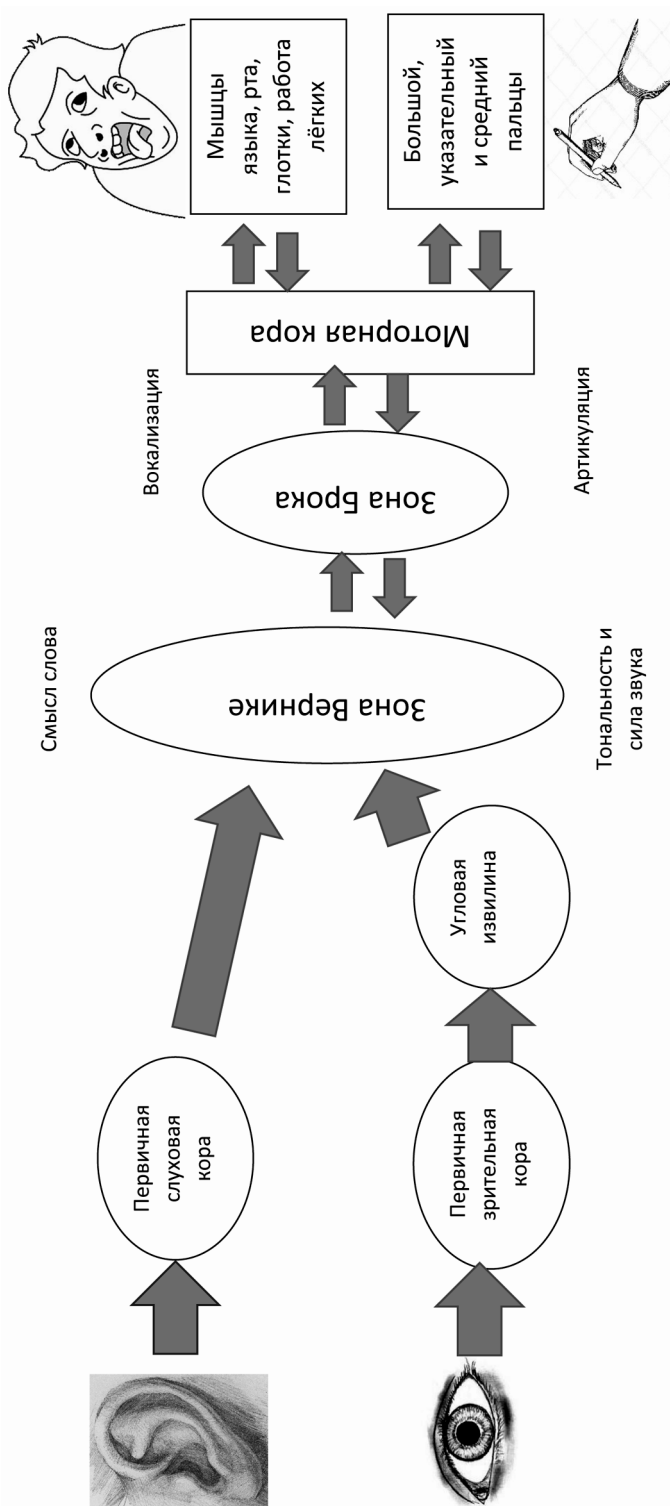 Первичная
слуховая
кора
Первичная
зрительная
кора
Угловая
извилина
Смысл слова
Зона Вернике
Тональность и
сила звука
Вокализация
Зона Брока
Артикуляция
Моторная кора
Мышцы
языка, рта,
глотки, работа
лёгких
Большой,
указательный
и средний
пальцы